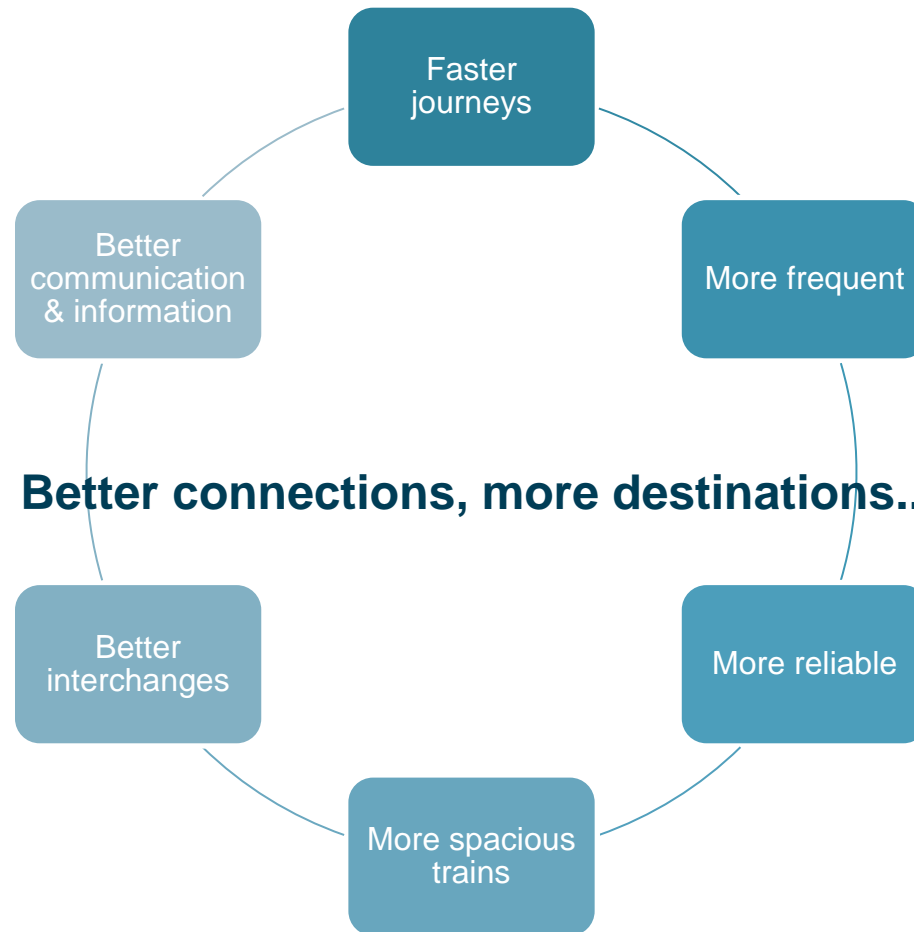 Faster
journeys
Better
communication
& information
More frequent
Better connections, more destinations..
Better
interchanges
More reliable
More spacious
trains